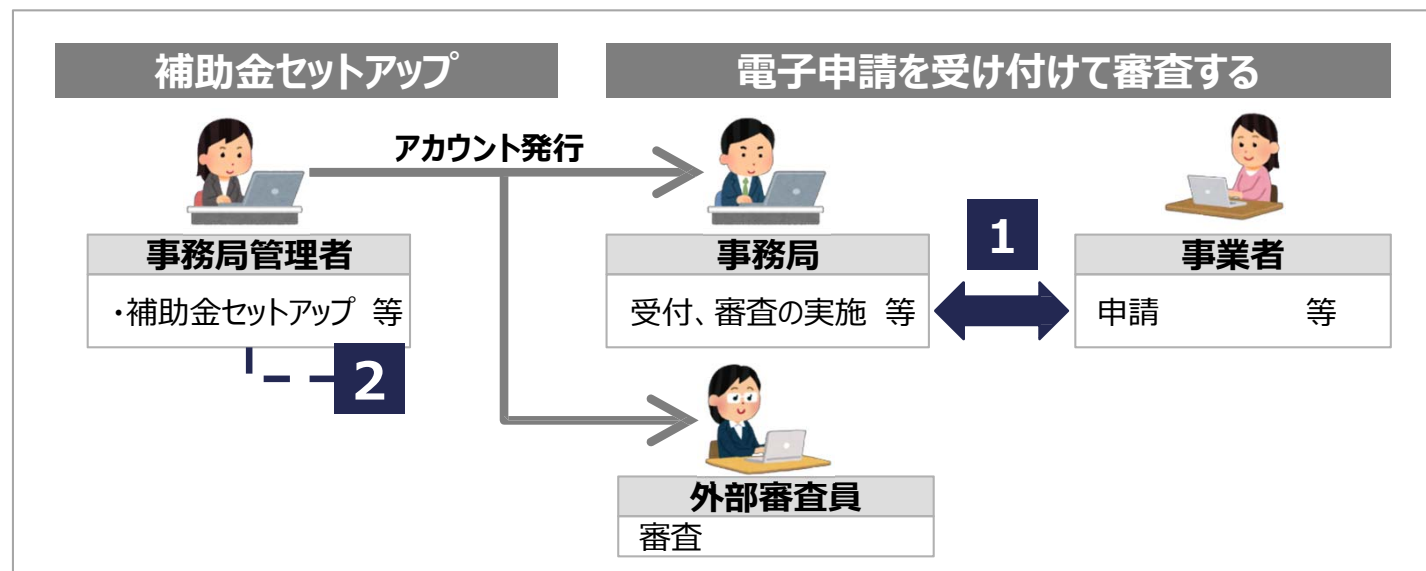 補助金セットアップ
電子申請を受け付けて審査する
アカウント発行
事務局管理者
・補助金セットアップ 等
2
事務局
受付、審査の実施 等
1
事業者
申請 等
外部審査員
審査